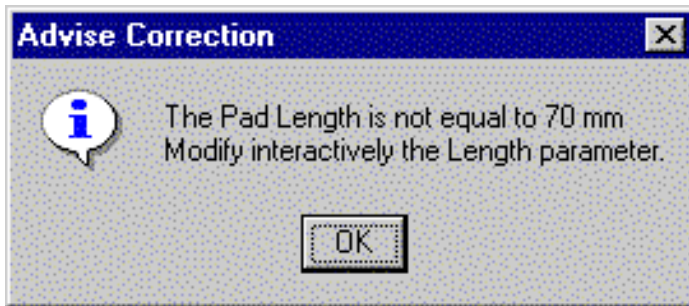 Advise Correction
The Pad Length is not equal to 70 mm
Modify interactively the Length parameter.
OK